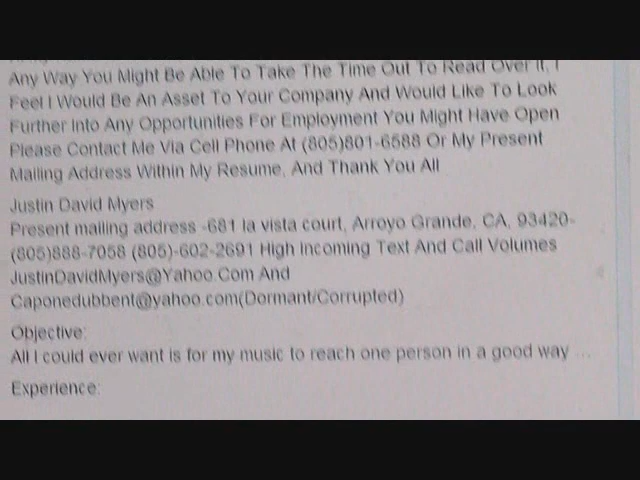 Any Way You Might Be Able To Take The Time Out To Read Over It, I
Feel I Would Be An Asset To Your Company And Would Like To Look
Further Into Any Opportunities For Employment You Might Have Open
Please Contact Me Via Cell Phone At (805)801-6588 Or My Present
Mailing Address Within My Resume, And Thank You All
Justin David Myers
Present mailing address -681 la vista court, Arroyo Grande, CA, 93420-
(805)888-7058 (805)-602-2691 High Incoming Text And Call Volumes
JustinDavidMyers@Yahoo.Com And
Caponedubbent@yahoo.com(Dormant/Corrupted)
Objective:
All I could ever want is for my music to reach one person in a good way ...
Experience: